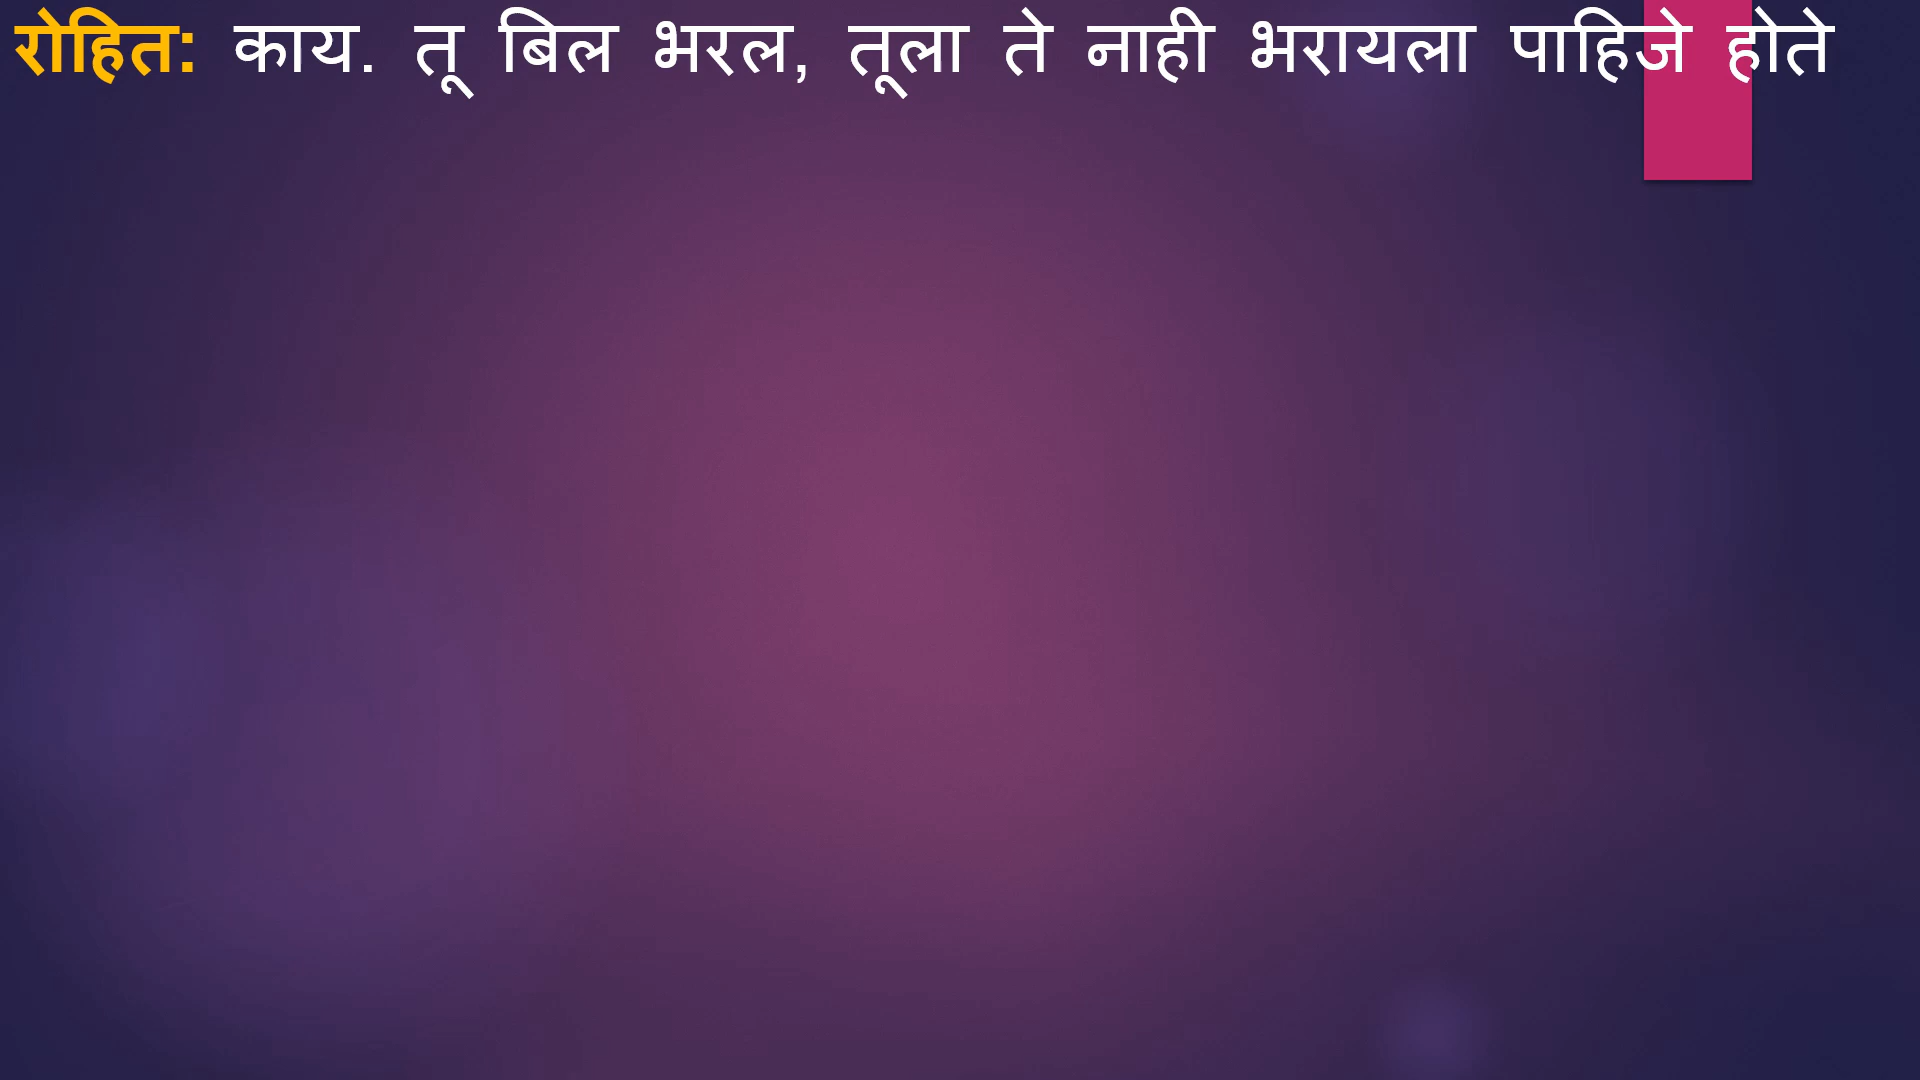 रोहित: काय. तू बिल भरल, तूला ते नाही भरायला पाहिजे होते